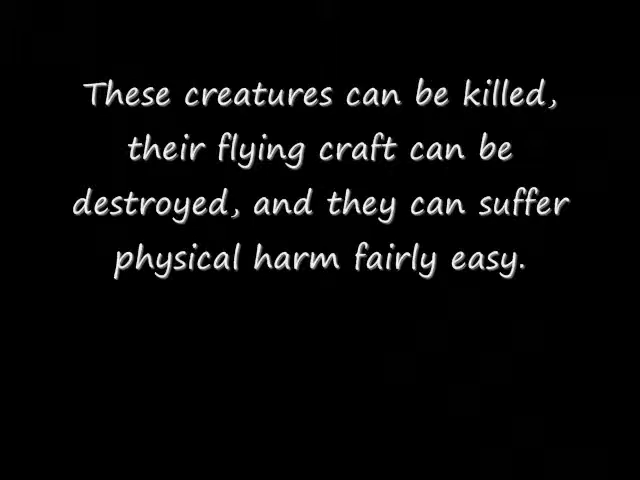 These creatures can be killed,
their flying craft can be
destroyed, and they can suffer
physical harm fairly easy.